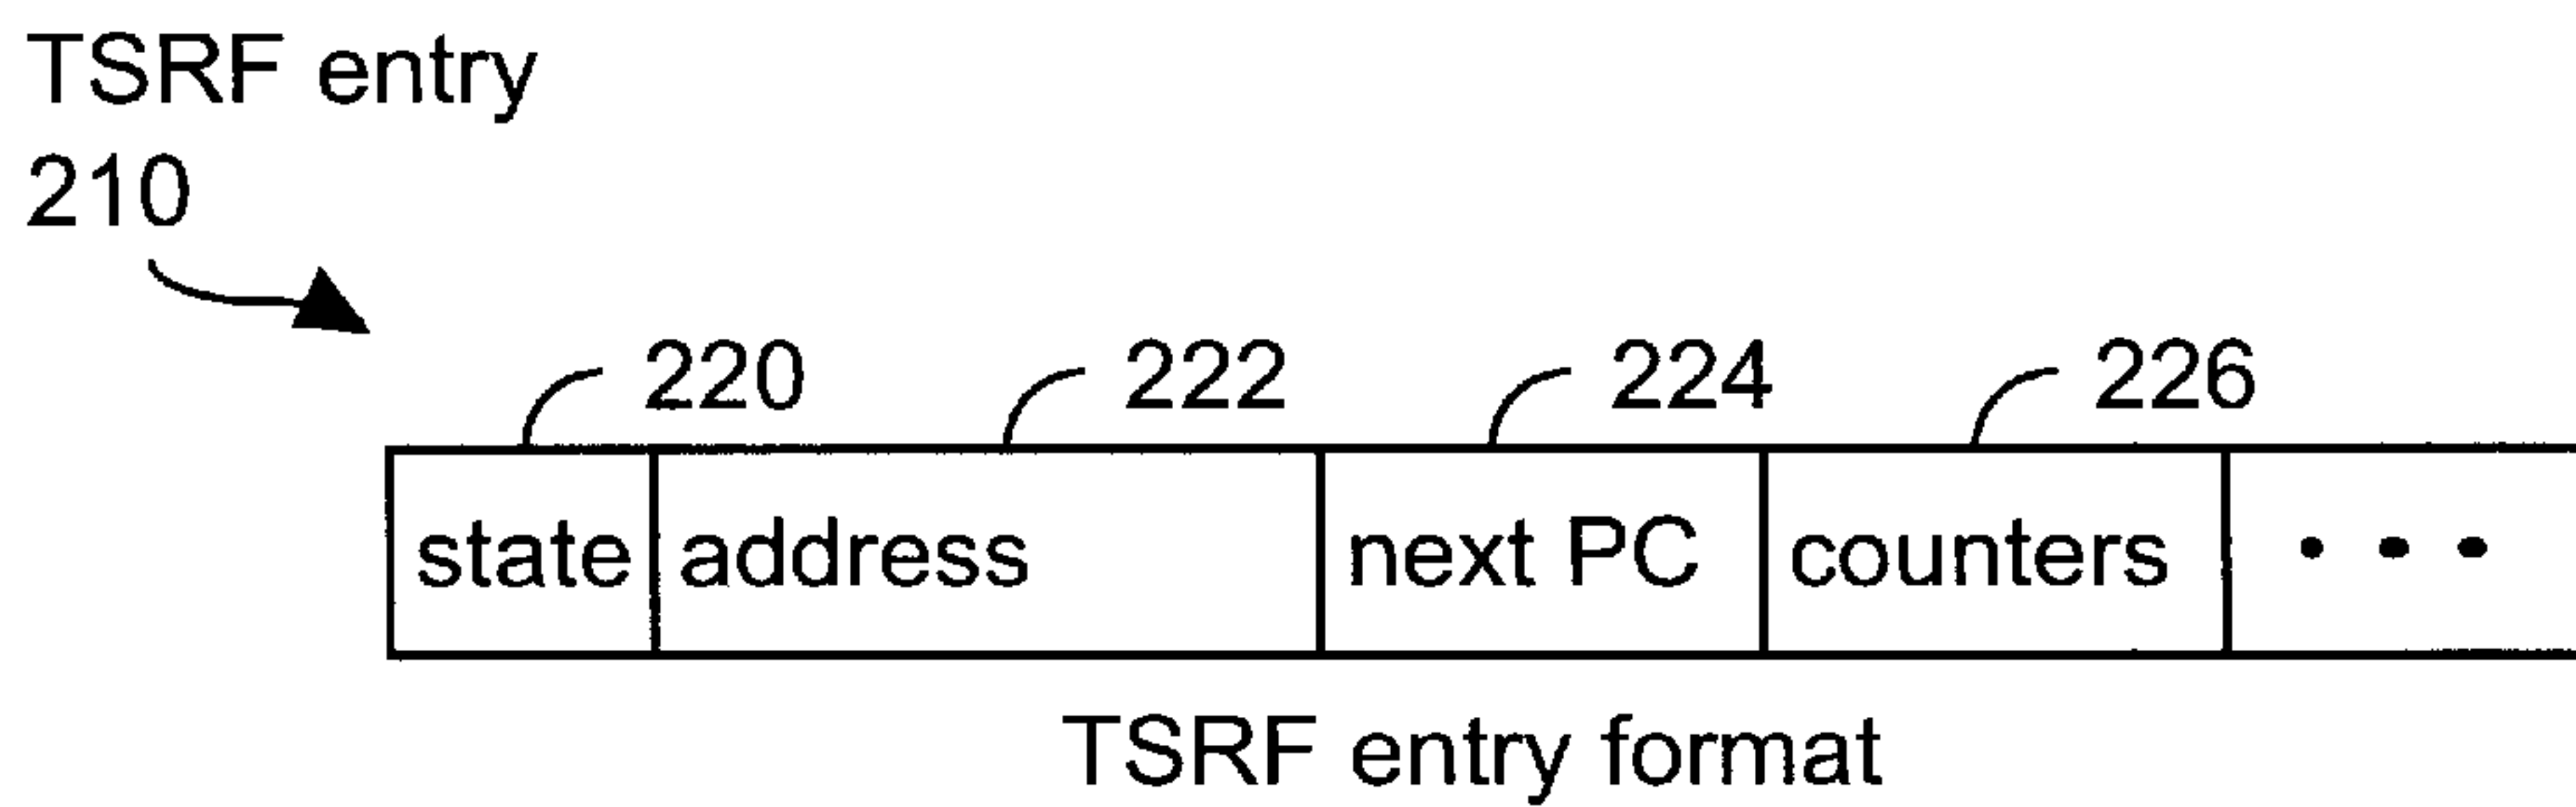 TSRF entry
210
220 222 224 226
state address next PC counters • • •
TSRF entry format